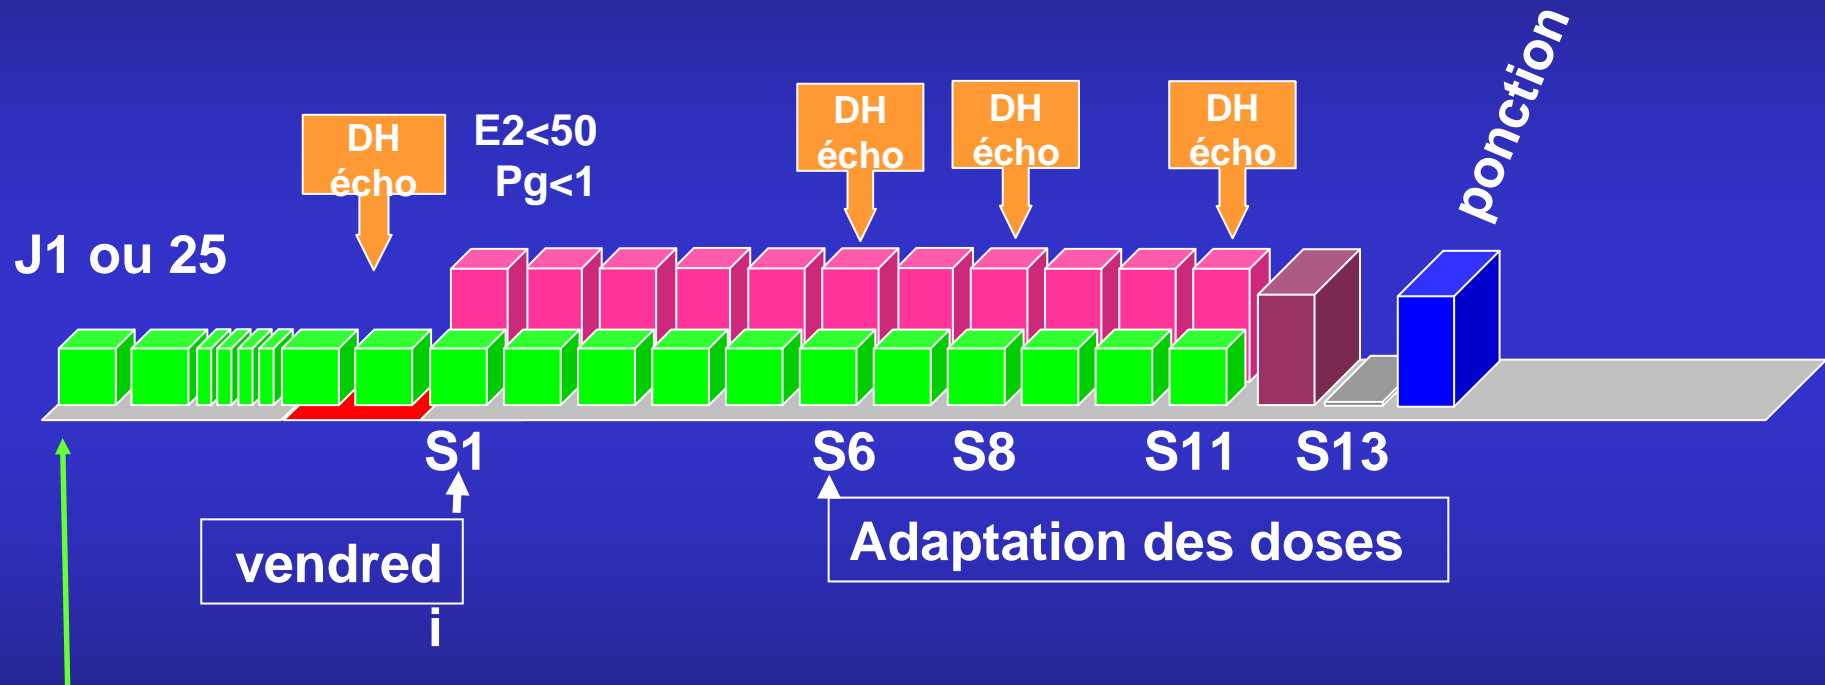 ponction
DH
écho
E2<50
Pg<1
DH
écho
DH
écho
DH
écho
J1 ou 25
S1
S6
S8
S11
S13
vendred
i
Adaptation des doses